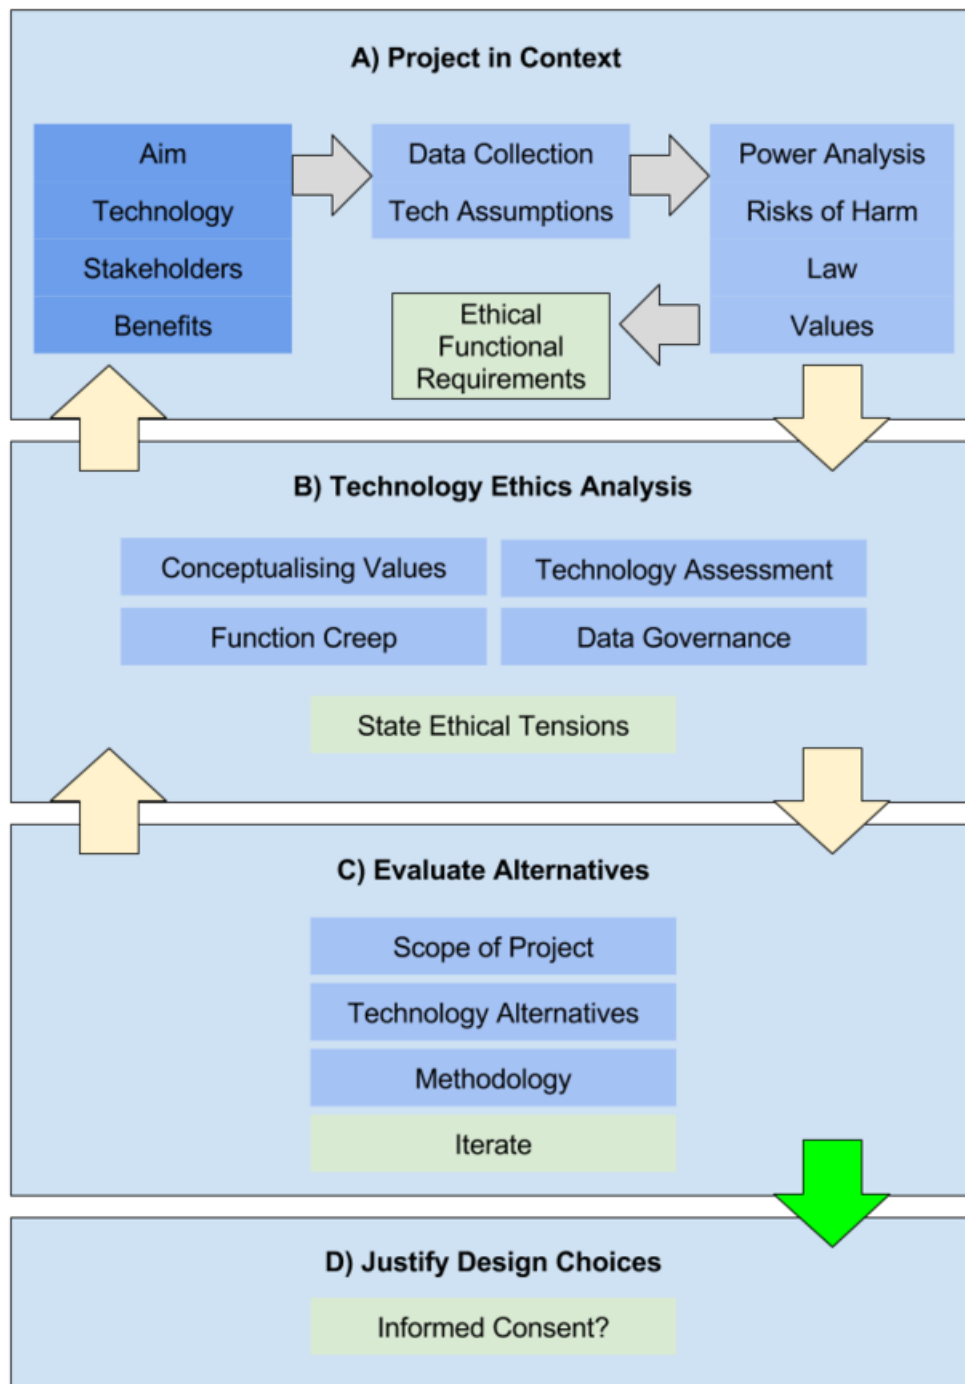 A) Project in Context
Aim
Technology
Stakeholders
Benefits
Data Collection
Tech Assumptions
Power Analysis
Risks of Harm
Law
Values
Ethical
Functional
Requirements
B) Technology Ethics Analysis
Conceptualising Values
Technology Assessment
Function Creep
Data Governance
State Ethical Tensions
C) Evaluate Alternatives
Scope of Project
Technology Alternatives
Methodology
Iterate
D) Justify Design Choices
Informed Consent?